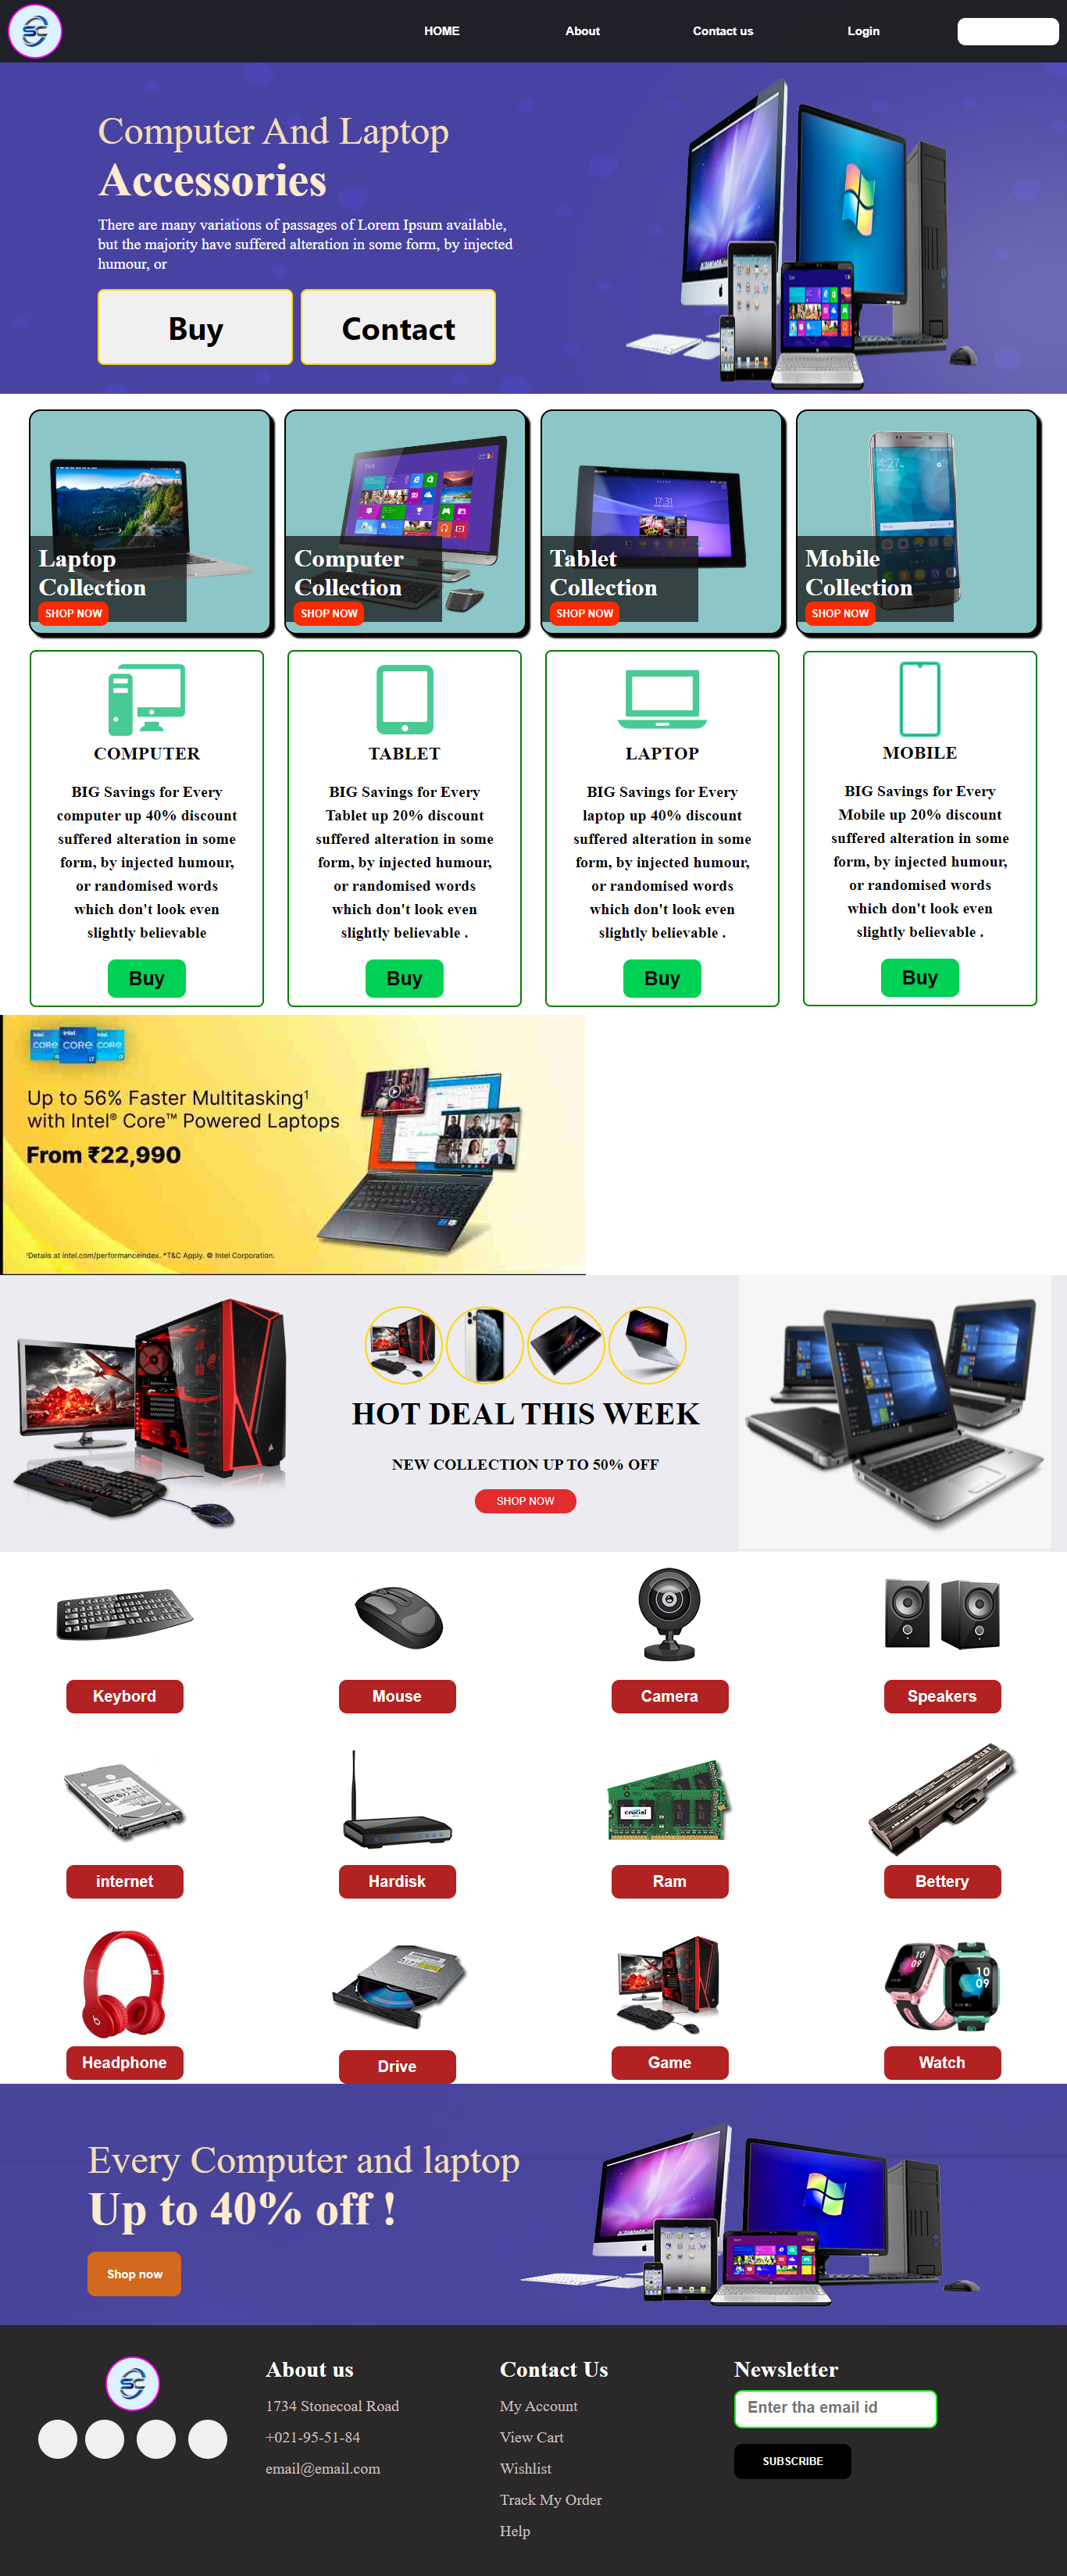 SC
HOME
About
Contact us
Login
Computer And Laptop
Accessories
There are many variations of passages of Lorem Ipsum available,
but the majority have suffered alteration in some form, by injected
humour, or
Buy
Contact
Laptop
Collection
SHOP NOW
Computer
Collection
SHOP NOW
SONY
17:31
Tablet
Collection
SHOP NOW
4:27
Mobile
Collection
SHOP NOW
COMPUTER
BIG Savings for Every
computer up 40% discount
suffered alteration in some
form, by injected humour,
or randomised words
which don't look even
slightly believable
Buy
TABLET
BIG Savings for Every
Tablet up 20% discount
suffered alteration in some
form, by injected humour,
or randomised words
which don't look even
slightly believable .
Buy
LAPTOP
BIG Savings for Every
laptop up 40% discount
suffered alteration in some
form, by injected humour,
or randomised words
which don't look even
slightly believable .
Buy
MOBILE
BIG Savings for Every
Mobile up 20% discount
suffered alteration in some
form, by injected humour,
or randomised words
which don't look even
slightly believable .
Buy
intel intel intel
CORE CORE CORE
Up to 56% Faster Multitasking¹
with Intel® Core™ Powered Laptops
From ₹22,990
¹Details at intel.com/performanceindex. *T&C Apply. © Intel Corporation.
HOT DEAL THIS WEEK
NEW COLLECTION UP TO 50% OFF
SHOP NOW
Keybord
Mouse
Camera
Speakers
crucial
internet
Hardisk
Ram
Bettery
10
09
10
09
Headphone
Drive
Game
Watch
Every Computer and laptop
Up to 40% off !
Shop now
SC
About us
1734 Stonecoal Road
+021-95-51-84
email@email.com
Contact Us
My Account
View Cart
Wishlist
Track My Order
Help
Newsletter
Enter tha email id
SUBSCRIBE